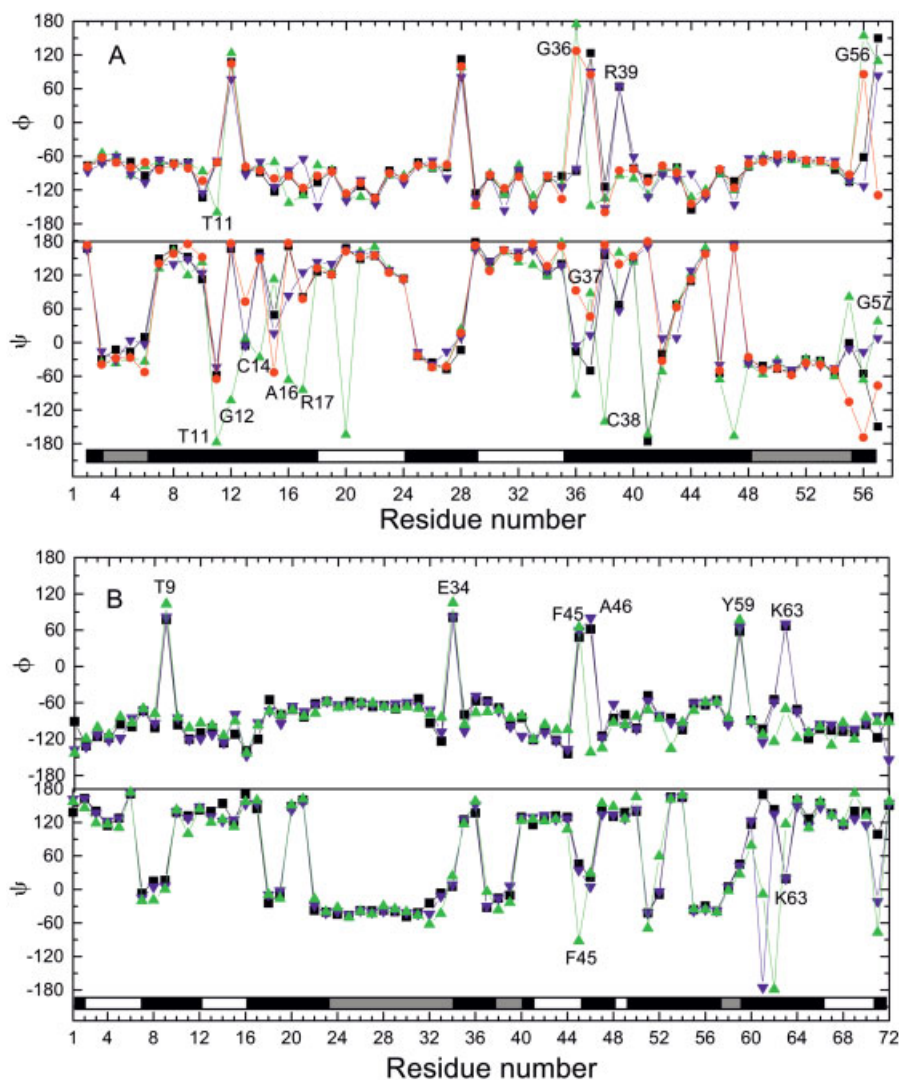 A
180
120
60
0
-60
-120
-180
ϕ
T11
G36
R39
G56
180
120
60
0
-60
-120
-180
ψ
T11
G12
C14
A16
R17
G37
C38
G57
1 4 8 12 16 20 24 28 32 36 40 44 48 52 56
Residue number
B
180
120
60
0
-60
-120
-180
ϕ
T9
E34
F45
A46
Y59
K63
180
120
60
0
-60
-120
-180
ψ
F45
K63
1 4 8 12 16 20 24 28 32 36 40 44 48 52 56 60 64 68 72
Residue number